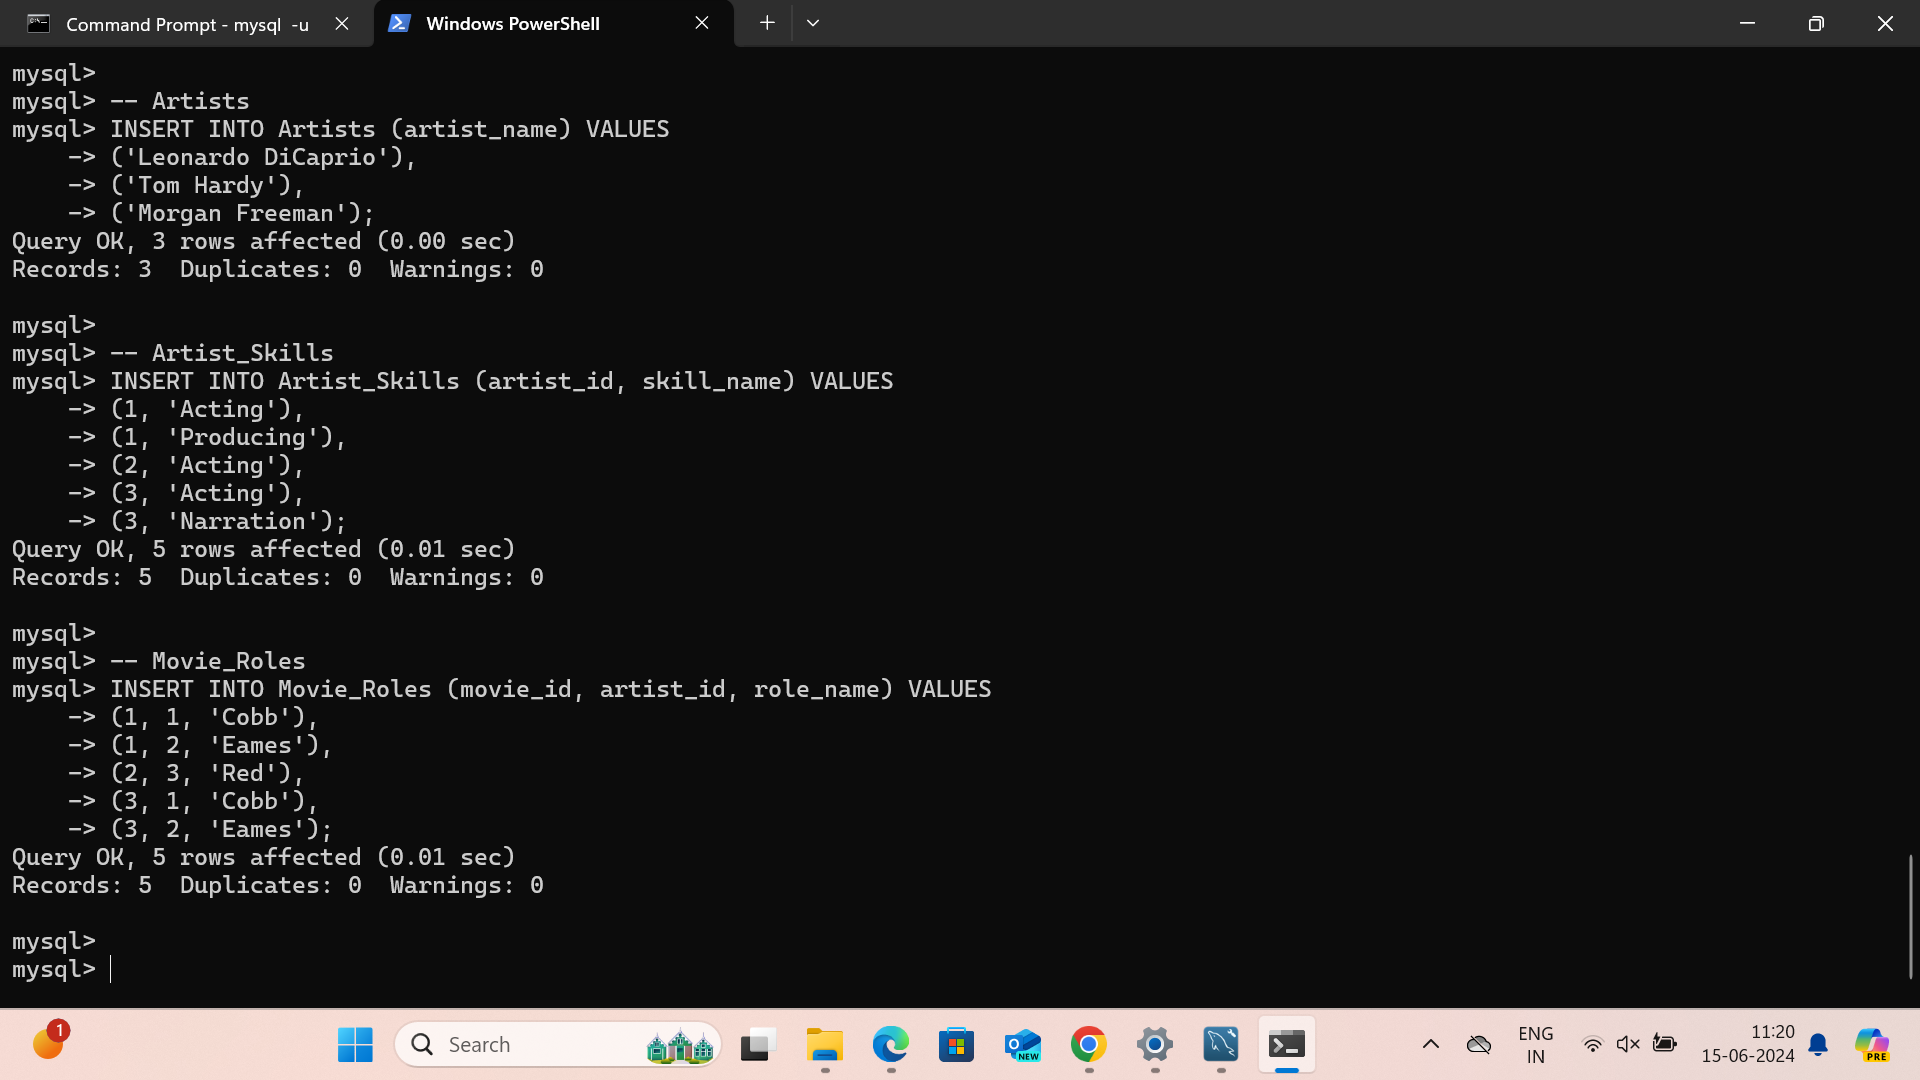 Command Prompt - mysql -u
Windows PowerShell
mysql>
mysql> -- Artists
mysql> INSERT INTO Artists (artist_name) VALUES
    -> ('Leonardo DiCaprio'),
    -> ('Tom Hardy'),
    -> ('Morgan Freeman');
Query OK, 3 rows affected (0.00 sec)
Records: 3  Duplicates: 0  Warnings: 0
mysql>
mysql> -- Artist_Skills
mysql> INSERT INTO Artist_Skills (artist_id, skill_name) VALUES
    -> (1, 'Acting'),
    -> (1, 'Producing'),
    -> (2, 'Acting'),
    -> (3, 'Acting'),
    -> (3, 'Narration');
Query OK, 5 rows affected (0.01 sec)
Records: 5  Duplicates: 0  Warnings: 0
mysql>
mysql> -- Movie_Roles
mysql> INSERT INTO Movie_Roles (movie_id, artist_id, role_name) VALUES
    -> (1, 1, 'Cobb'),
    -> (1, 2, 'Eames'),
    -> (2, 3, 'Red'),
    -> (3, 1, 'Cobb'),
    -> (3, 2, 'Eames');
Query OK, 5 rows affected (0.01 sec)
Records: 5  Duplicates: 0  Warnings: 0
mysql>
mysql>
1
Search
NEW
ENG
IN
11:20
15-06-2024
PRE